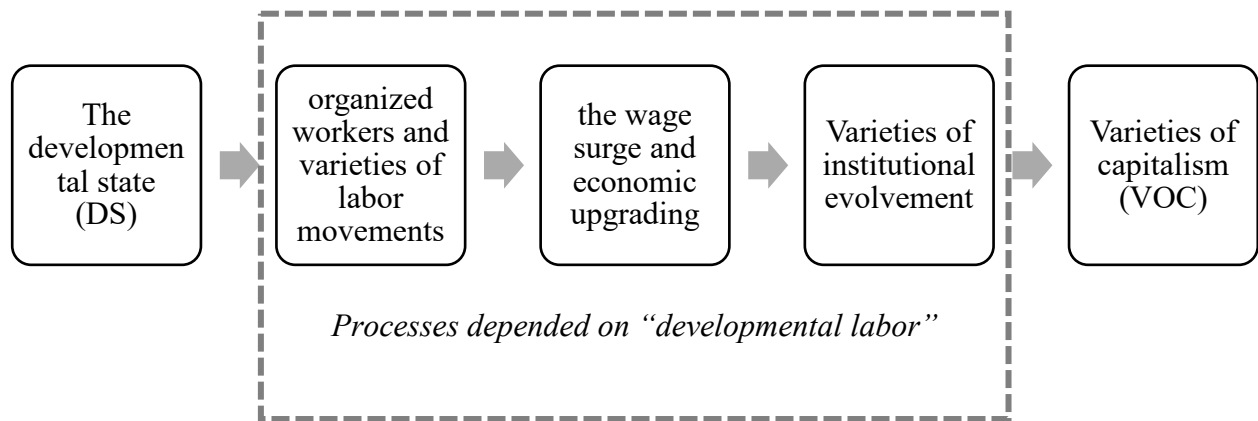 The
developmen
tal state
(DS)
organized
workers and
varieties of
labor
movements
the wage
surge and
economic
upgrading
Varieties of
institutional
evolvement
Varieties of
capitalism
(VOC)
Processes depended on “developmental labor”